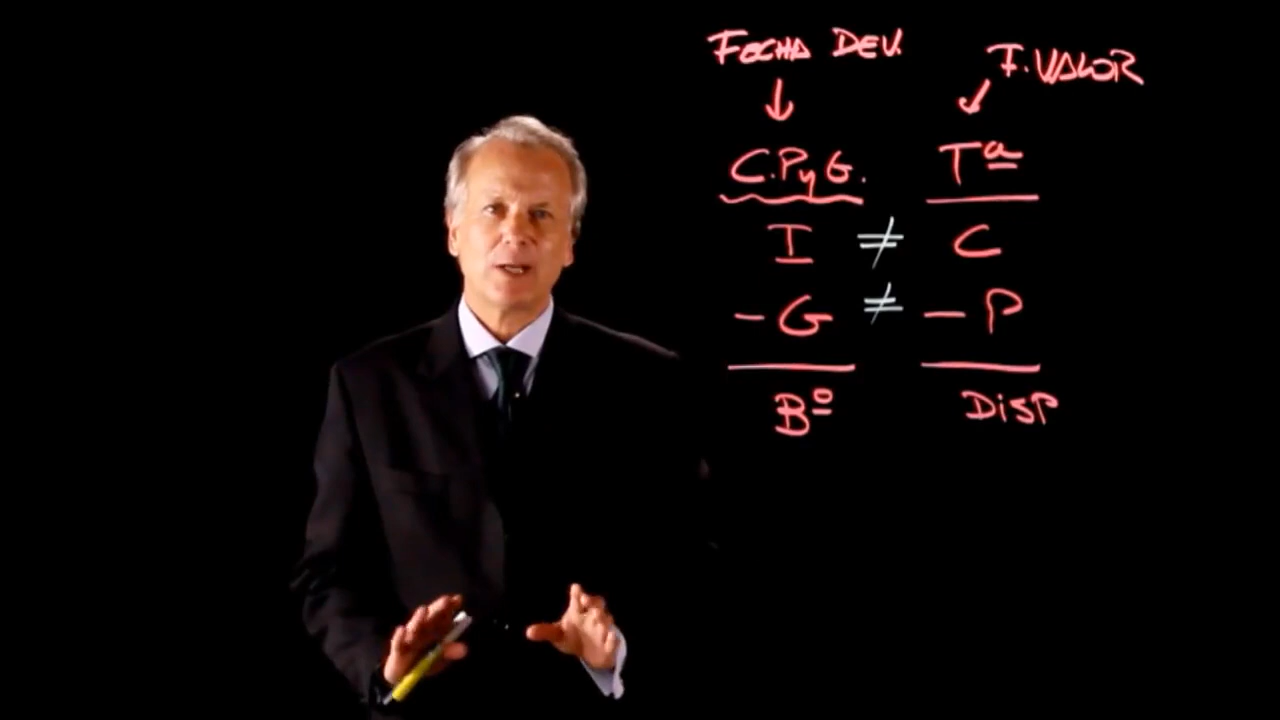 FECHA DEV. F. VALOR
↓ ↓
C.PyG. Tª
I ≠ C
- G ≠ - P
Bº DISP